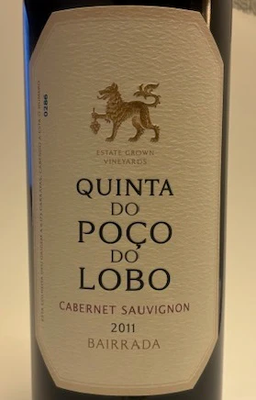 ESTATE GROWN
VINEYARDS
QUINTA
DO
POÇO
DO
LOBO
CABERNET SAUVIGNON
2011
BAIRRADA
0286